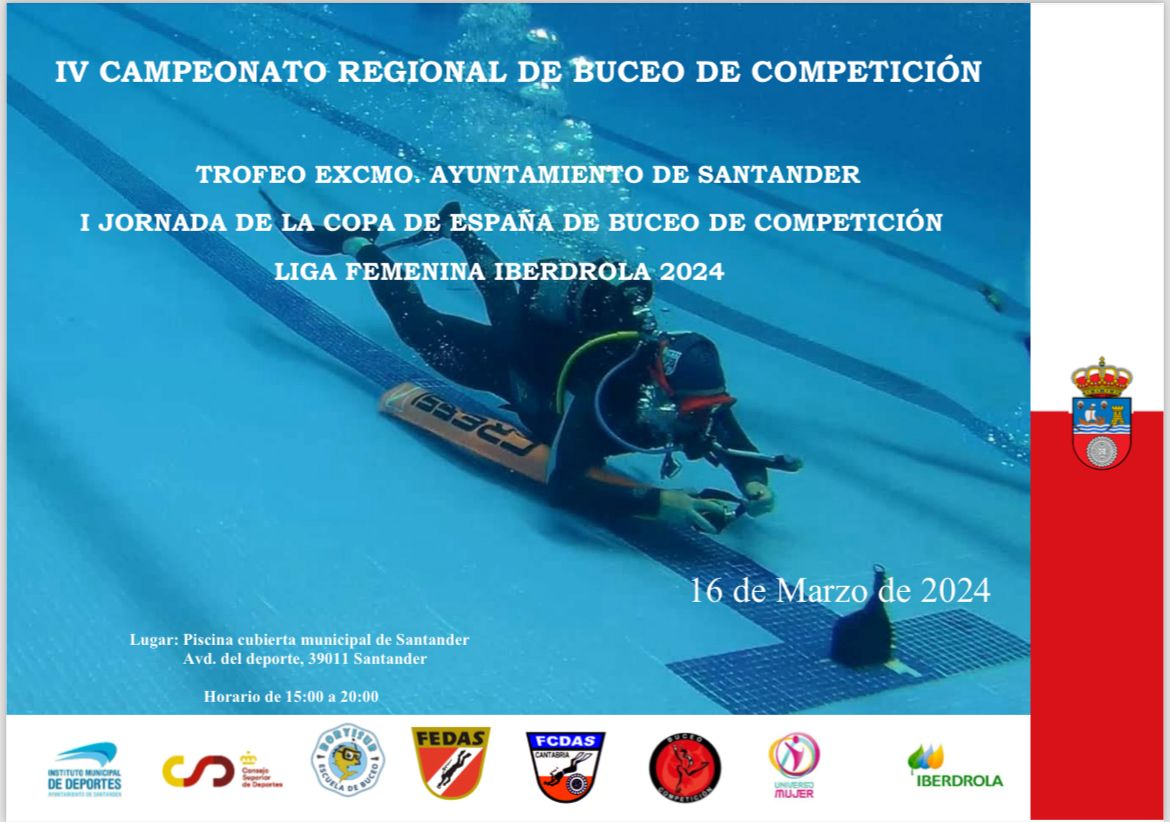 IV CAMPEONATO REGIONAL DE BUCEO DE COMPETICIÓN
TROFEO EXCMO. AYUNTAMIENTO DE SANTANDER
I JORNADA DE LA COPA DE ESPAÑA DE BUCEO DE COMPETICIÓN
LIGA FEMENINA IBERDROLA 2024
CRESSI
16 de Marzo de 2024
Lugar: Piscina cubierta municipal de Santander
Avd. del deporte, 39011 Santander
Horario de 15:00 a 20:00
INSTITUTO MUNICIPAL
DE DEPORTES
AYUNTAMIENTO DE SANTANDER
CSD
Consejo
Superior
de Deportes
MONTISUB
ESCUELA DE BUCEO
FEDAS
FCDAS
CANTABRIA
BUCEO
COMPETICIÓN
UNIVERSO
MUJER
IBERDROLA